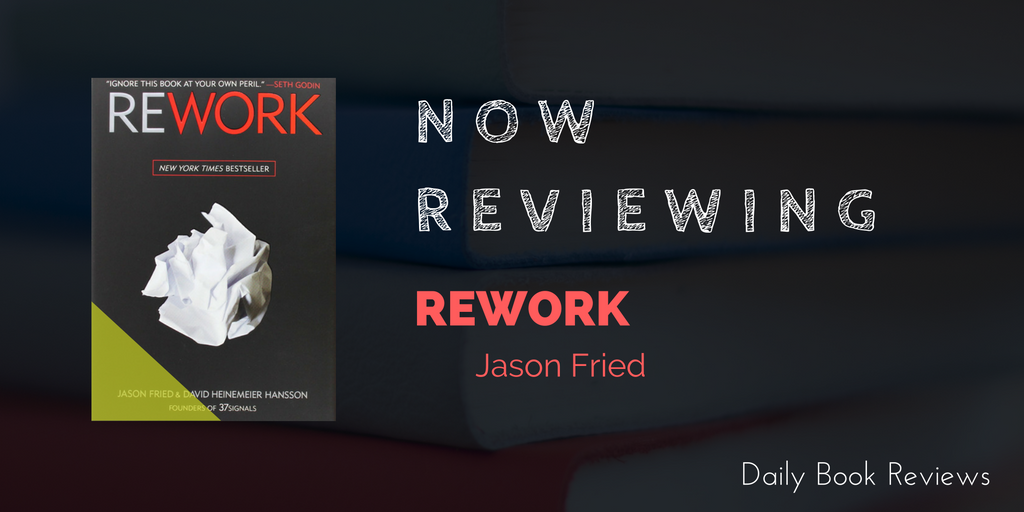 "IGNORE THIS BOOK AT YOUR OWN PERIL." —SETH GODIN
REWORK
NEW YORK TIMES BESTSELLER
JASON FRIED & DAVID HEINEMEIER HANSSON
FOUNDERS OF 37SIGNALS
NOW
REVIEWING
REWORK
Jason Fried
Daily Book Reviews